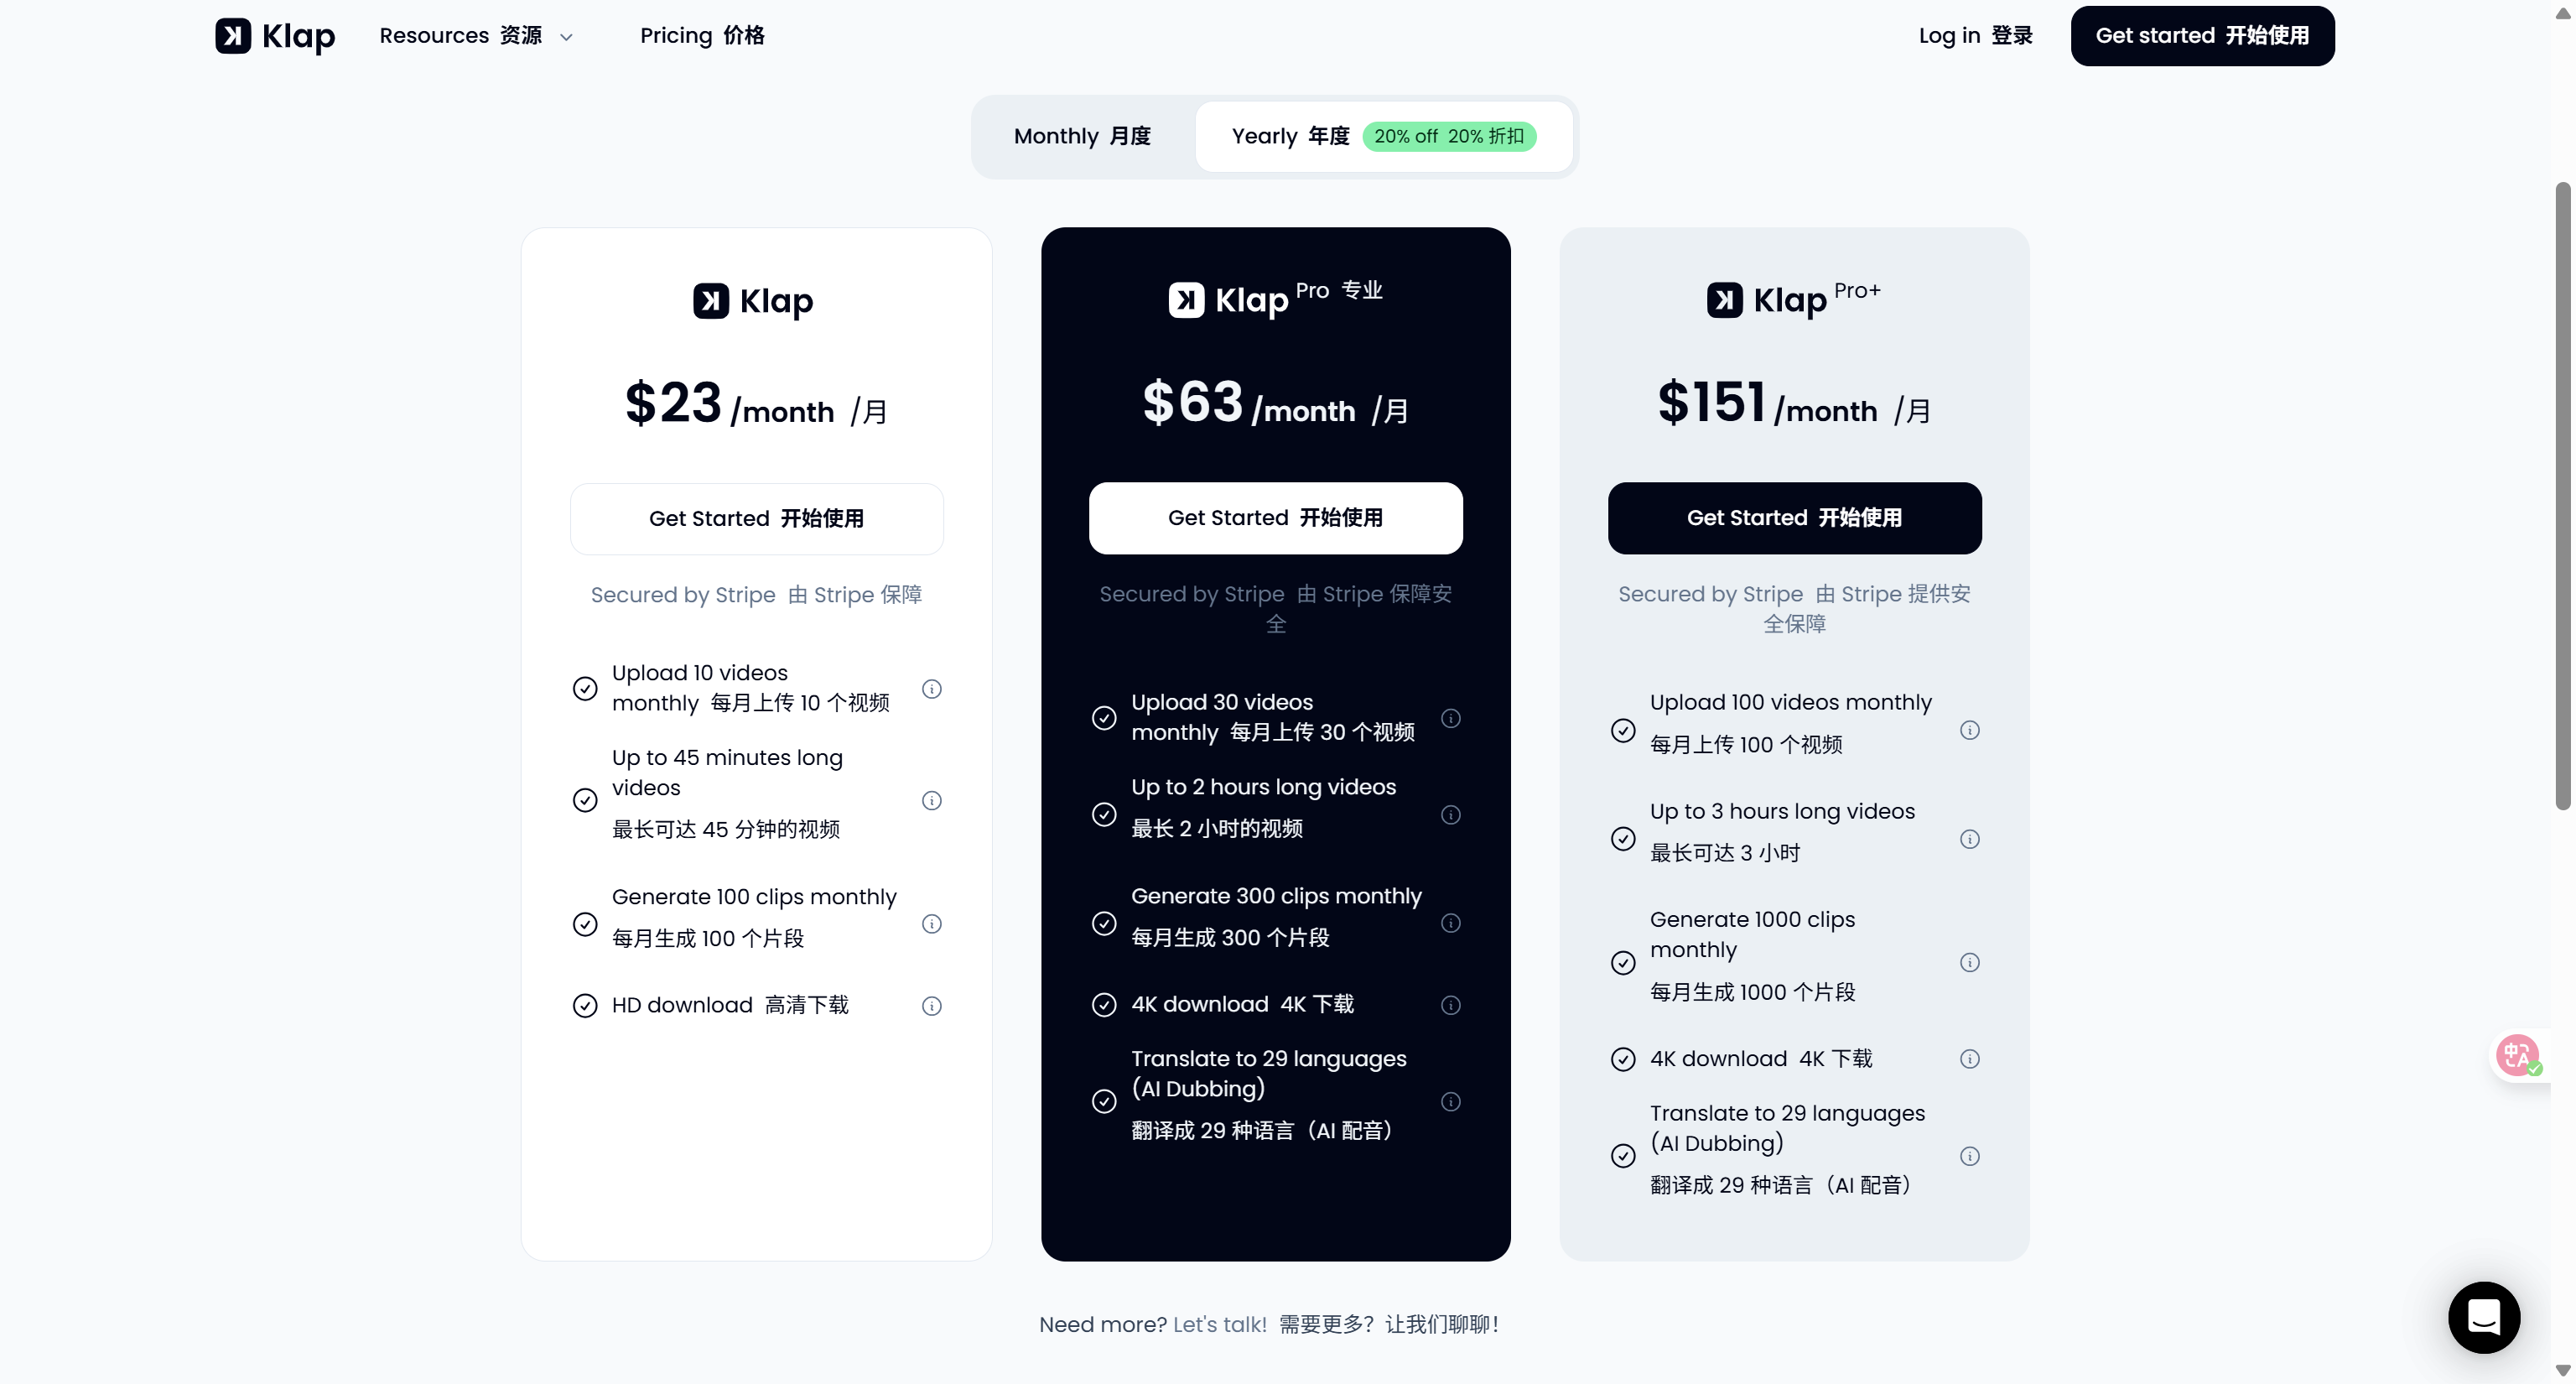 Klap
Resources 资源
Pricing 价格
Log in 登录
Get started 开始使用
Monthly 月度
Yearly 年度 20% off 20% 折扣
Klap
$23 /month /月
Get Started 开始使用
Secured by Stripe 由 Stripe 保障
Upload 10 videos
monthly 每月上传 10 个视频
Up to 45 minutes long
videos
最长可达 45 分钟的视频
Generate 100 clips monthly
每月生成 100 个片段
HD download 高清下载
Klap Pro 专业
$63 /month /月
Get Started 开始使用
Secured by Stripe 由 Stripe 保障安
全
Upload 30 videos
monthly 每月上传 30 个视频
Up to 2 hours long videos
最长 2 小时的视频
Generate 300 clips monthly
每月生成 300 个片段
4K download 4K 下载
Translate to 29 languages
(AI Dubbing)
翻译成 29 种语言（AI 配音）
Klap Pro+
$151 /month /月
Get Started 开始使用
Secured by Stripe 由 Stripe 提供安
全保障
Upload 100 videos monthly
每月上传 100 个视频
Up to 3 hours long videos
最长可达 3 小时
Generate 1000 clips
monthly
每月生成 1000 个片段
4K download 4K 下载
Translate to 29 languages
(AI Dubbing)
翻译成 29 种语言（AI 配音）
Need more? Let's talk! 需要更多？让我们聊聊！
中 A